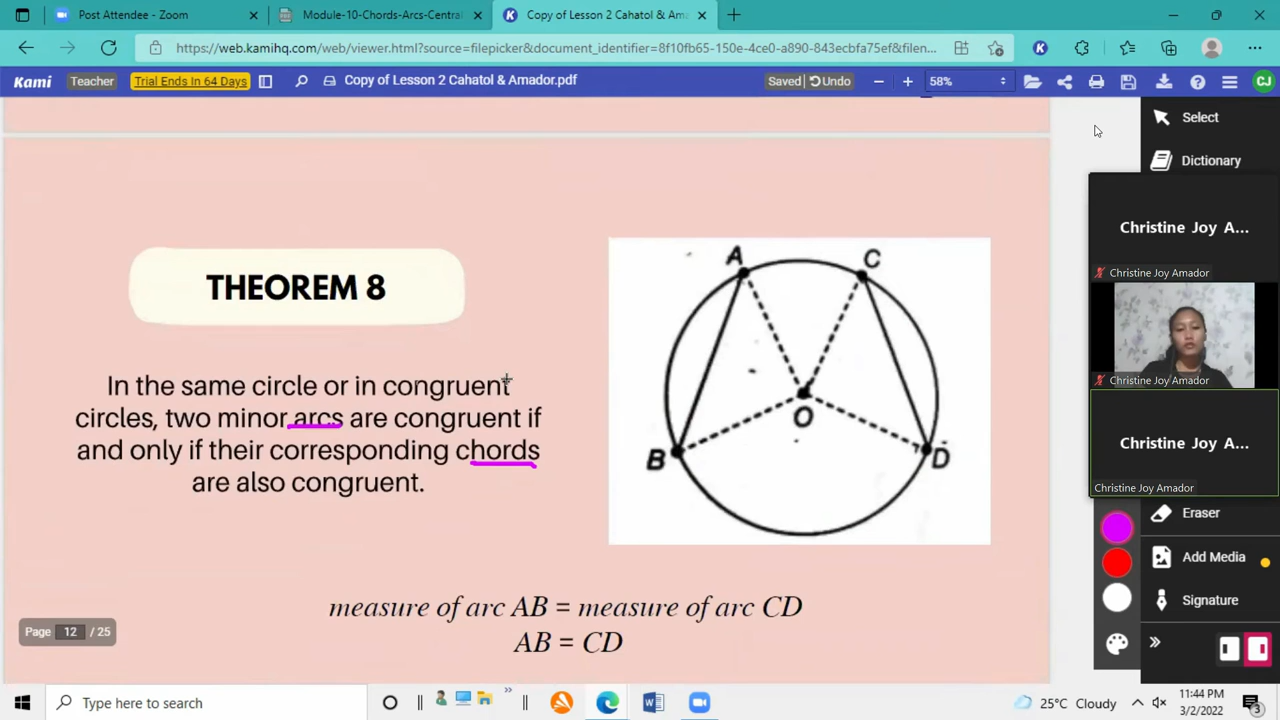 Post Attendee - Zoom
Module-10-Chords-Arcs-Central
Copy of Lesson 2 Cahatol & Ama
https://web.kamihq.com/web/viewer.html?source=filepicker&document_identifier=8f10fb65-150e-4ce0-a890-843ecbfa75ef&filen...
Kami
Teacher
Trial Ends In 64 Days
Copy of Lesson 2 Cahatol & Amador.pdf
Saved
Undo
58%
CJ
Select
Dictionary
Christine Joy A...
Christine Joy Amador
Christine Joy Amador
Christine Joy A...
Christine Joy Amador
Eraser
Add Media
Signature
THEOREM 8
In the same circle or in congruent
circles, two minor arcs are congruent if
and only if their corresponding chords
are also congruent.
A
C
O
B
D
measure of arc AB = measure of arc CD
AB = CD
Page 12 / 25
Type here to search
25°C Cloudy
11:44 PM
3/2/2022
3